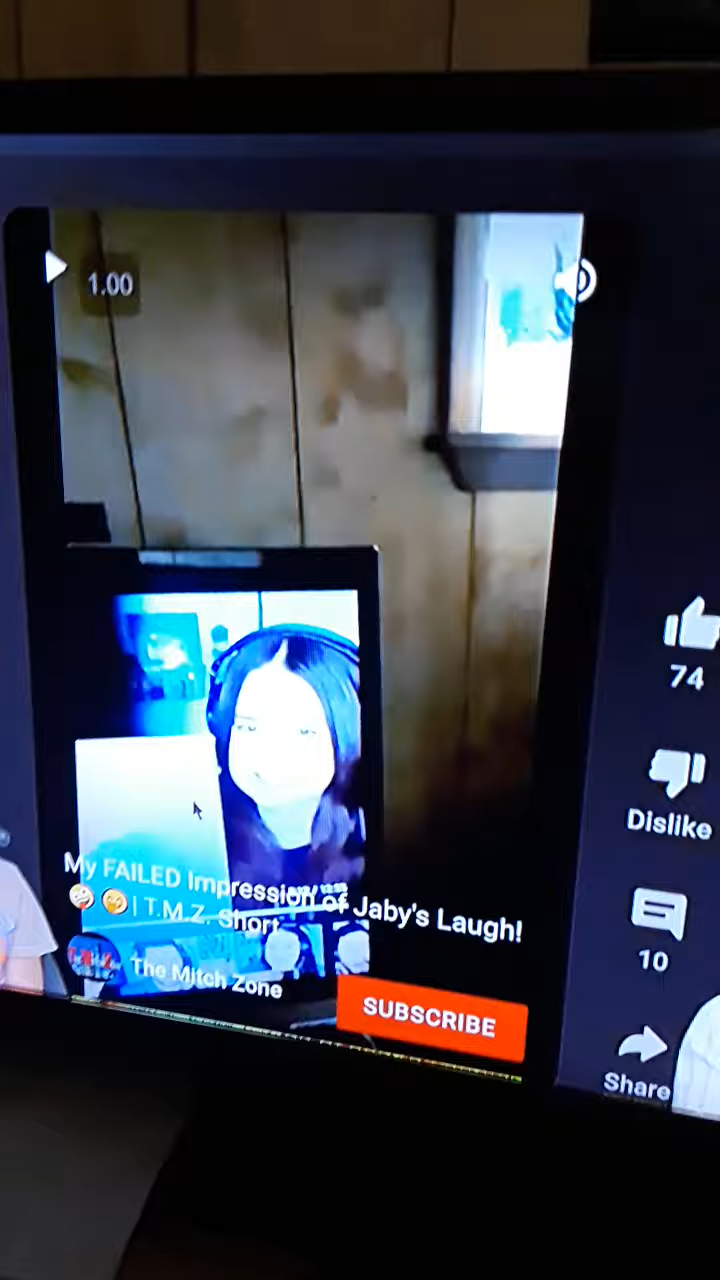 1.00
74
Dislike
10
Share
My FAILED Impression of Jaby's Laugh!
🤪 🤭 | T.M.Z. Short
The Mitch Zone
SUBSCRIBE